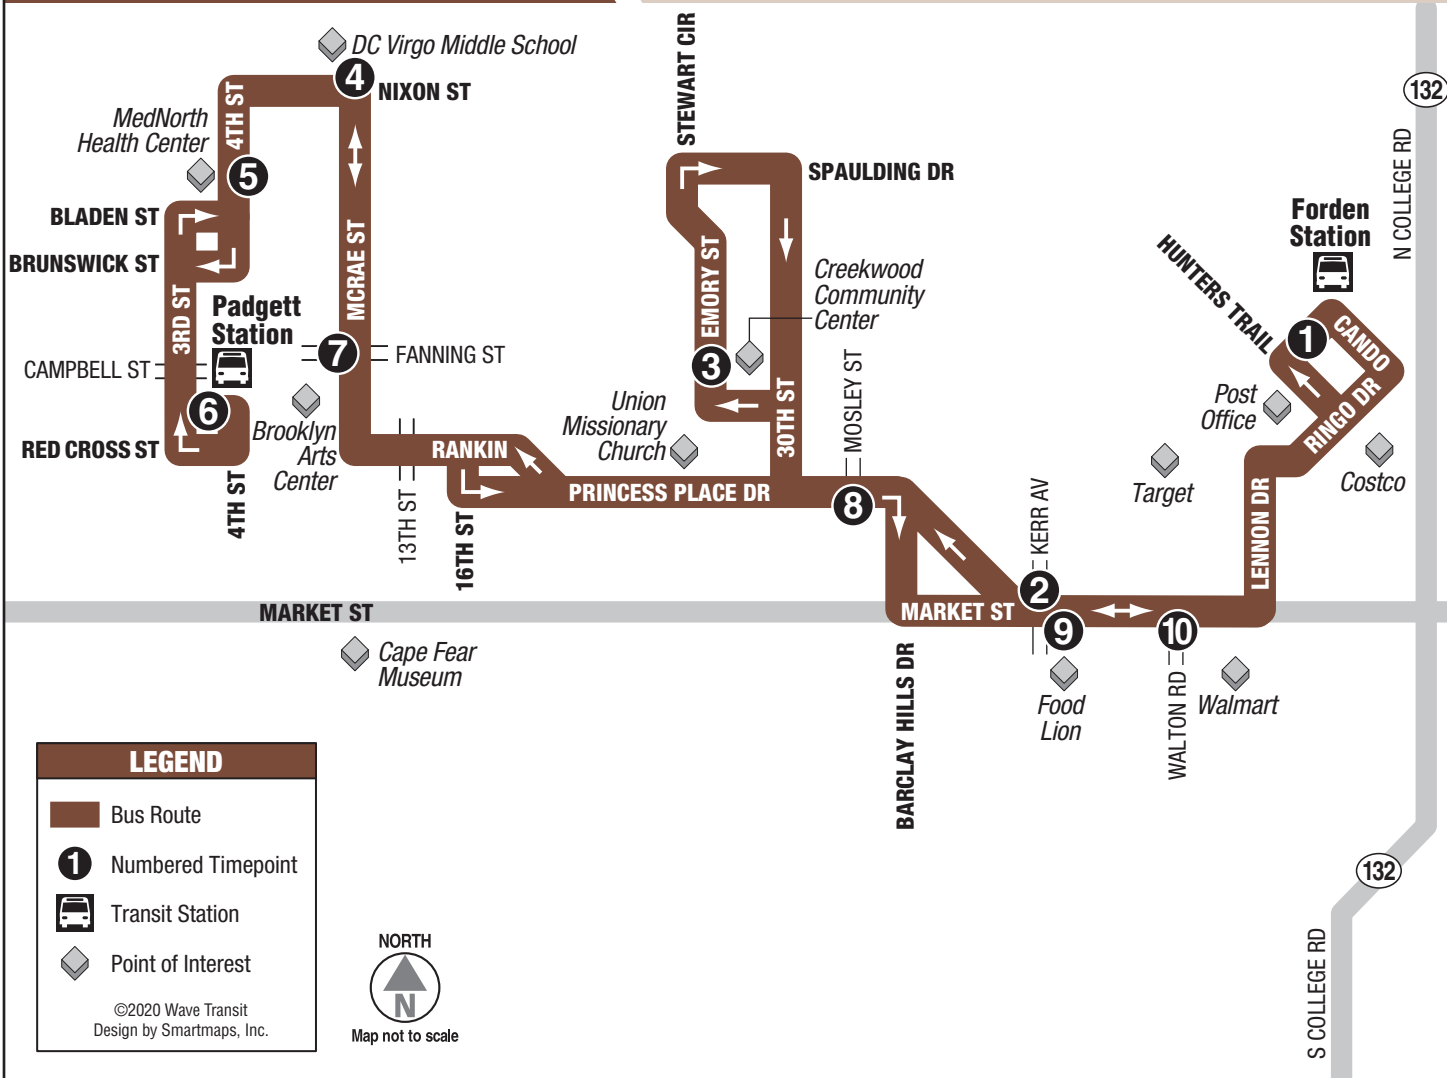 DC Virgo Middle School
4
NIXON ST
4TH ST
MedNorth
Health Center
5
BLADEN ST
BRUNSWICK ST
3RD ST
Padgett
Station
CAMPBELL ST
6
RED CROSS ST
4TH ST
MCRAE ST
7
FANNING ST
Brooklyn
Arts
Center
13TH ST
RANKIN
16TH ST
PRINCESS PLACE DR
STEWART CIR
SPAULDING DR
EMORY ST
3
Creekwood
Community
Center
30TH ST
Union
Missionary
Church
MOSLEY ST
8
132
N COLLEGE RD
Forden
Station
HUNTERS TRAIL
1
CANDO
RINGO DR
Post
Office
Target
Costco
LENNON DR
KERR AV
2
MARKET ST
MARKET ST
9
10
BARCLAY HILLS DR
Food
Lion
WALTON RD
Walmart
Cape Fear
Museum
132
S COLLEGE RD
LEGEND
Bus Route
1
Numbered Timepoint
Transit Station
Point of Interest
©2020 Wave Transit
Design by Smartmaps, Inc.
NORTH
N
Map not to scale